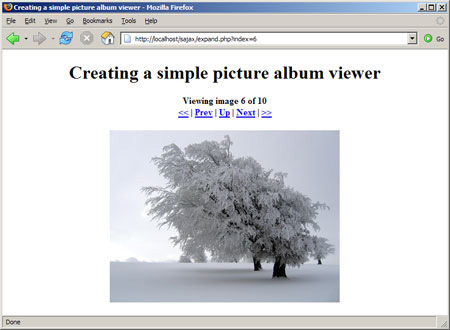 Creating a simple picture album viewer - Mozilla Firefox
File Edit View Go Bookmarks Tools Help
http://localhost/sajax/expand.php?index=6 Go
Creating a simple picture album viewer
Viewing image 6 of 10
<< | Prev | Up | Next | >>
Done